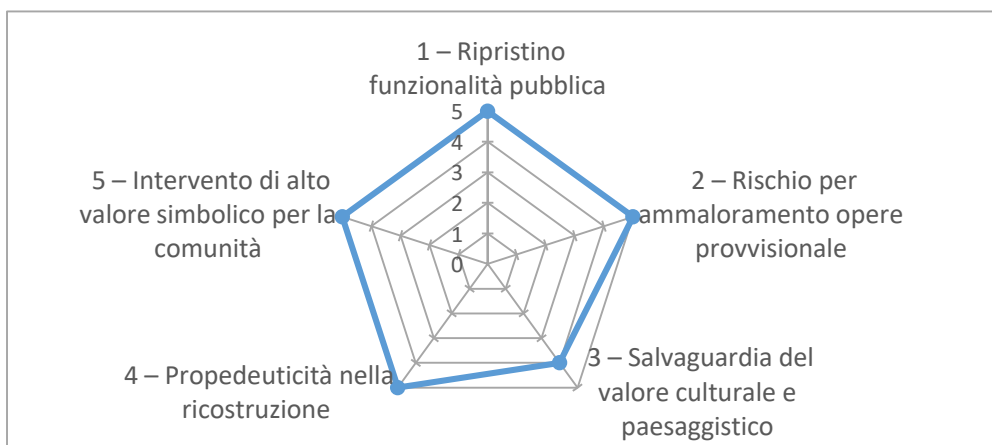 1 – Ripristino
funzionalità pubblica
5
4
3
2
1
0
2 – Rischio per
ammaloramento opere
provvisionale
3 – Salvaguardia del
valore culturale e
paesaggistico
4 – Propedeuticità nella
ricostruzione
5 – Intervento di alto
valore simbolico per la
comunità